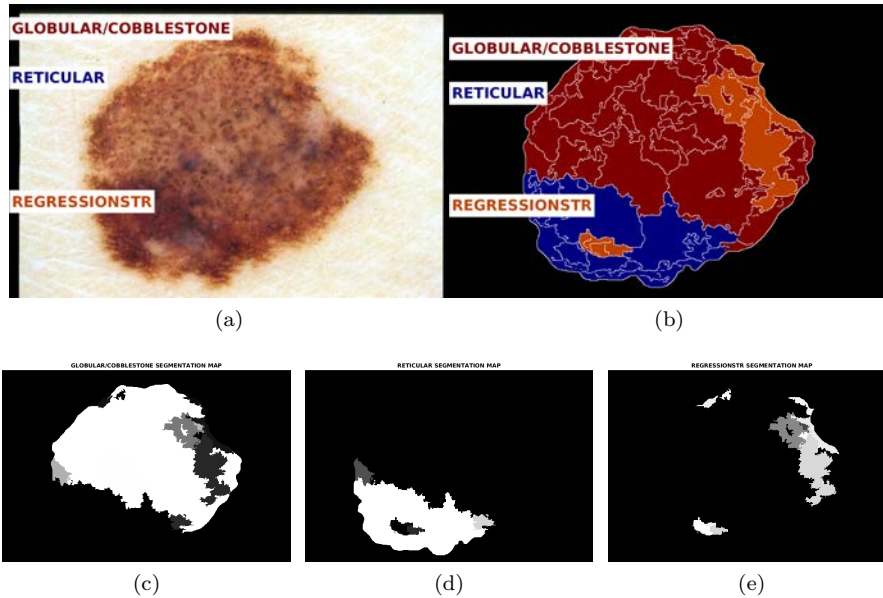 GLOBULAR/COBBLESTONE
RETICULAR
REGRESSIONSTR
GLOBULAR/COBBLESTONE
RETICULAR
REGRESSIONSTR
(a)
(b)
GLOBULAR/COBBLESTONE SEGMENTATION MAP
RETICULAR SEGMENTATION MAP
REGRESSIONSTR SEGMENTATION MAP
(c)
(d)
(e)